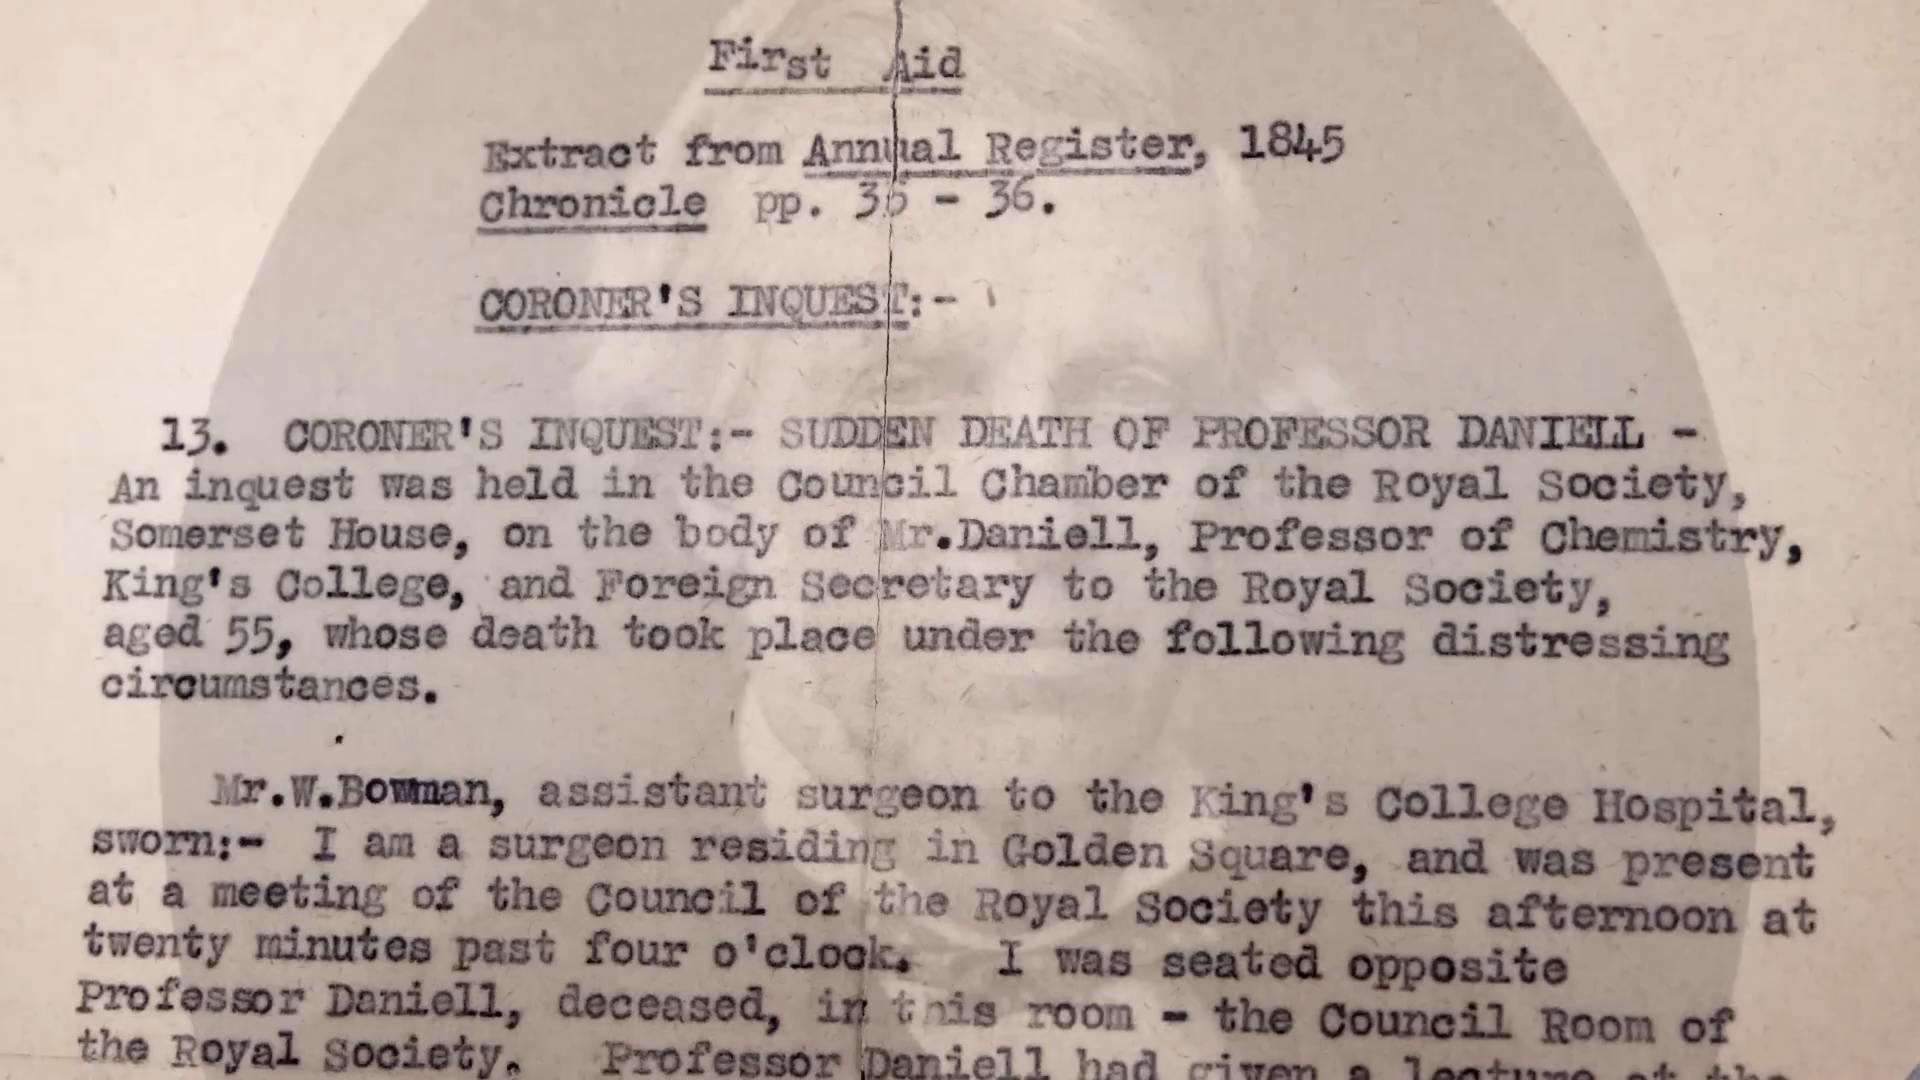 First Aid
Extract from Annual Register, 1845
Chronicle pp. 35 - 36.
CORONER'S INQUEST:-
13. CORONER'S INQUEST:- SUDDEN DEATH OF PROFESSOR DANIELL -
An inquest was held in the Council Chamber of the Royal Society,
Somerset House, on the body of Mr.Daniell, Professor of Chemistry,
King's College, and Foreign Secretary to the Royal Society,
aged 55, whose death took place under the following distressing
circumstances.
Mr.W.Bowman, assistant surgeon to the King's College Hospital,
sworn:- I am a surgeon residing in Golden Square, and was present
at a meeting of the Council of the Royal Society this afternoon at
twenty minutes past four o'clock. I was seated opposite
Professor Daniell, deceased, in this room - the Council Room of
the Royal Society. Professor Daniell had given a lecture at the